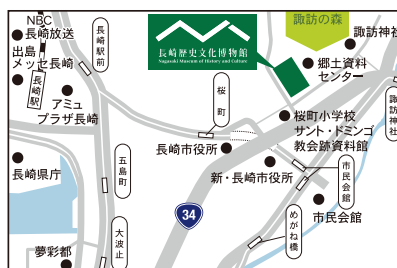 NBC
長崎放送
出島
メッセ長崎
長崎駅
アミュ
プラザ長崎
長崎駅前
長崎歴史文化博物館
Nagasaki Museum of History and Culture
諏訪の森
諏訪神社
郷土資料
センター
諏訪神社
桜町
桜町小学校
サント・ドミンゴ
教会跡資料館
長崎市役所
新・長崎市役所
市民会館
市民会館
長崎県庁
五島町
34
めがね橋
大波止
夢彩都